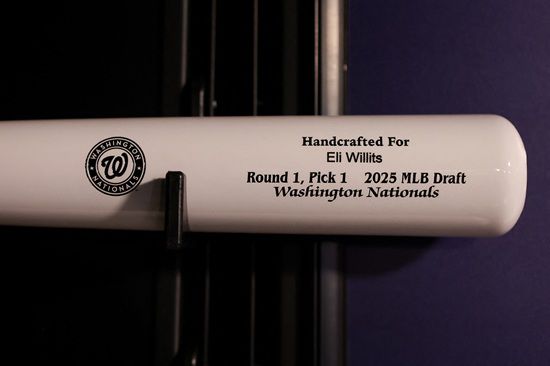 WASHINGTON
W
NATIONALS
Handcrafted For
Eli Willits
Round 1, Pick 1 2025 MLB Draft
Washington Nationals